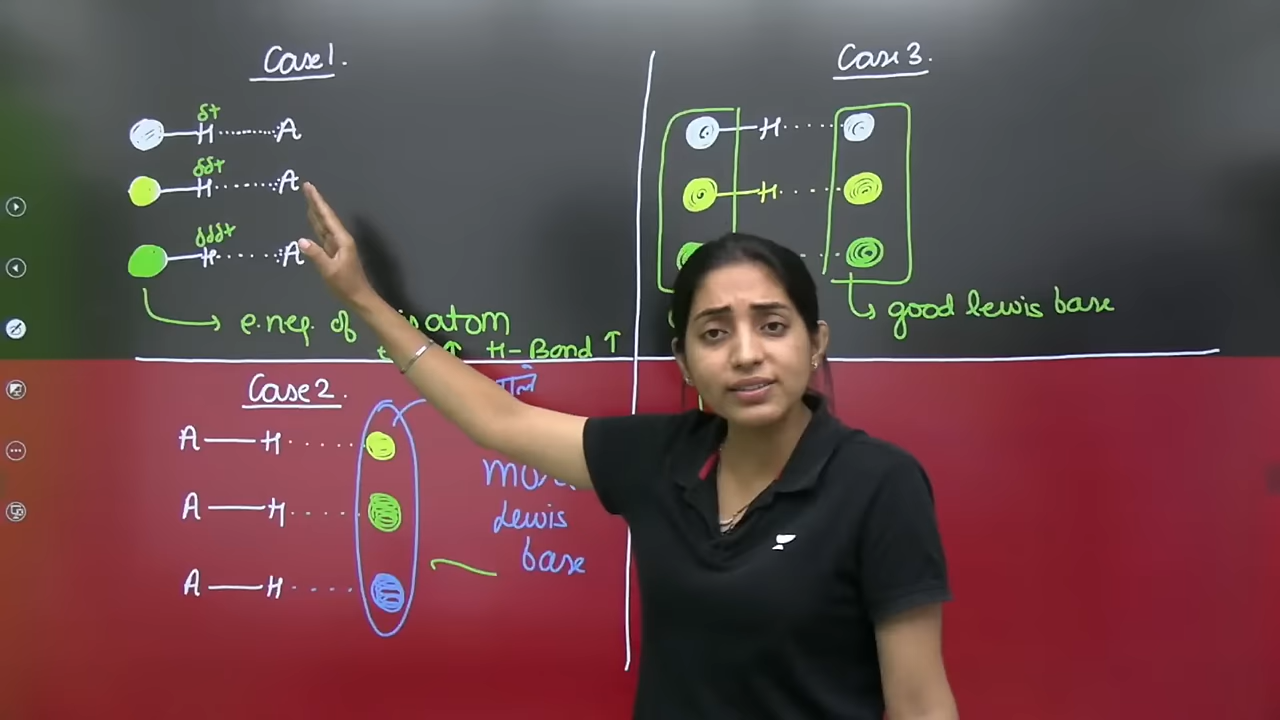 Case 1.
δ+
H ........ :A
δδ+
H ........ :A
δδδ+
H ........ :A
e.neg. of atom
↑ H-Bond ↑
Case 2.
A — H .....
A — H .....
A — H ....
Lewis
base
Case 3.
H ....
H ....
↳ good lewis base